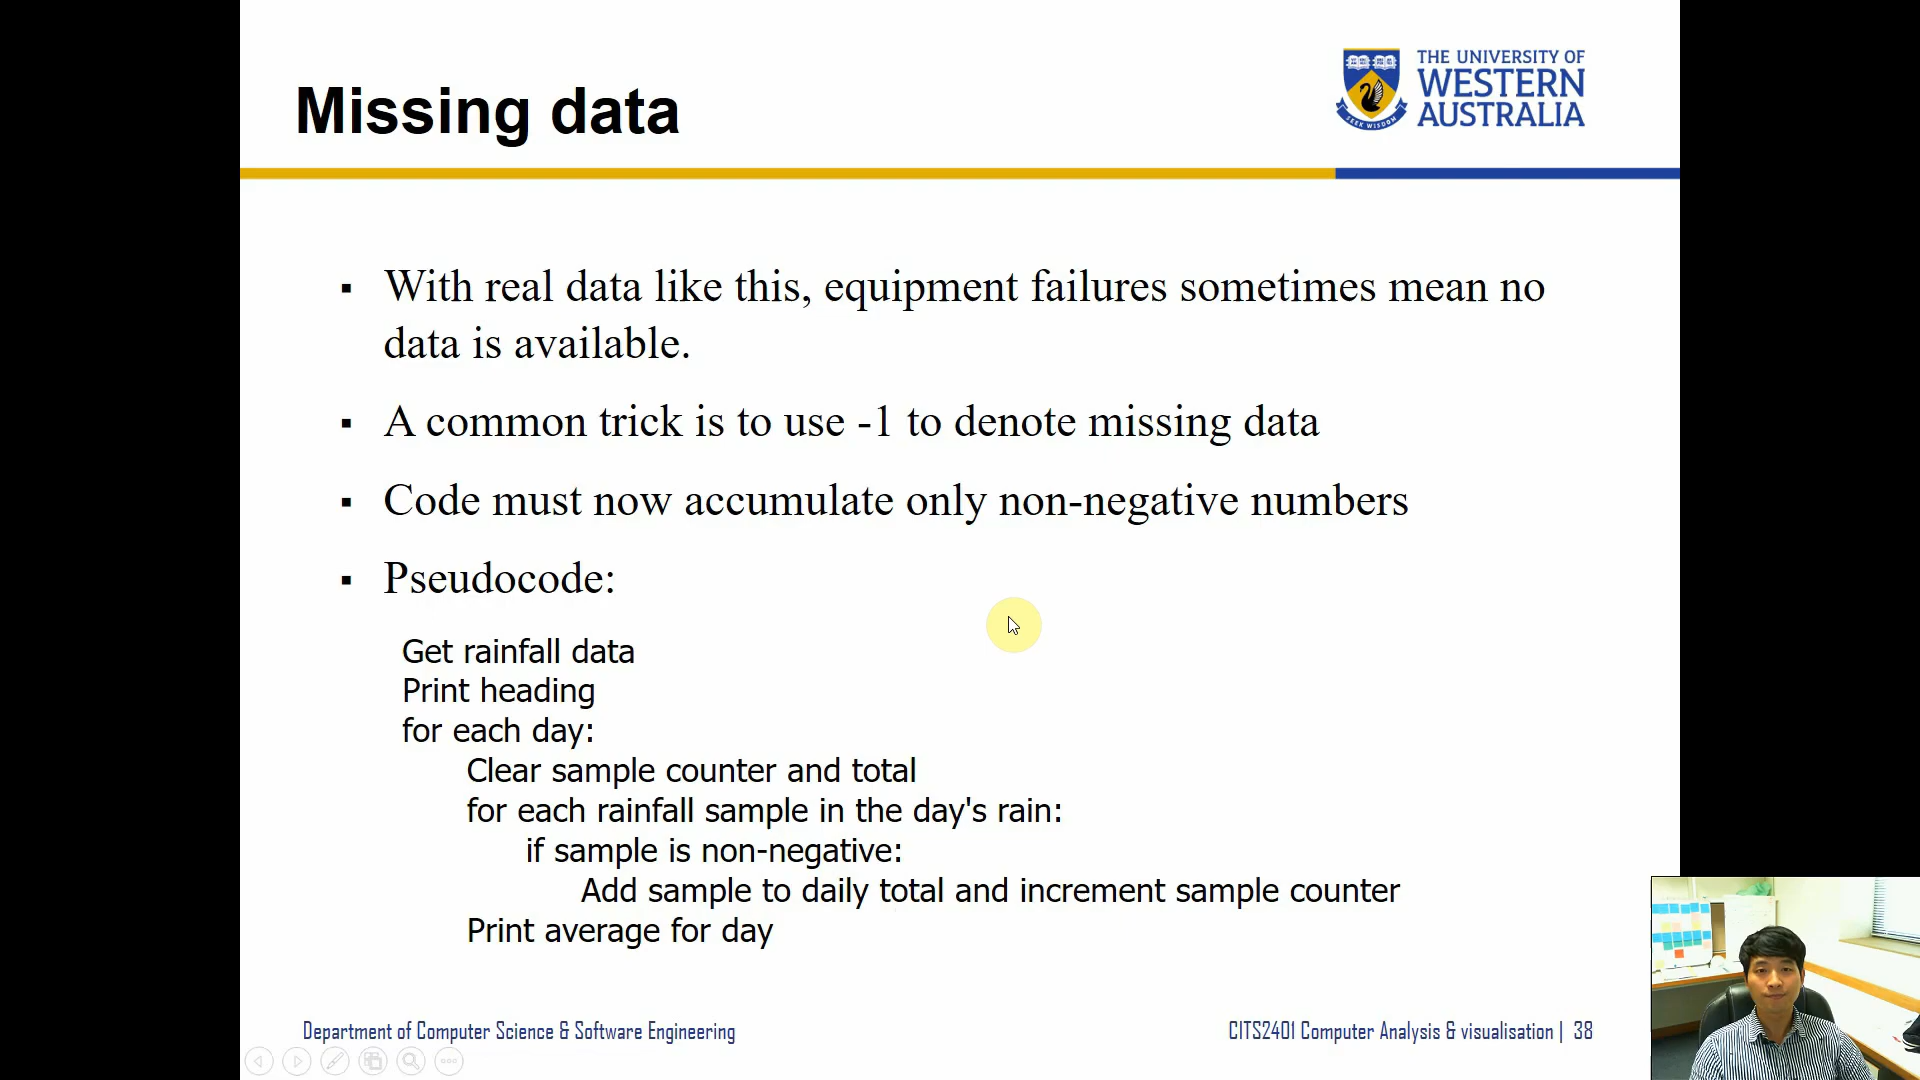 Missing data
THE UNIVERSITY OF
WESTERN
AUSTRALIA
SEEK WISDOM
▪ With real data like this, equipment failures sometimes mean no
data is available.
▪ A common trick is to use -1 to denote missing data
▪ Code must now accumulate only non-negative numbers
▪ Pseudocode:
Get rainfall data
Print heading
for each day:
Clear sample counter and total
for each rainfall sample in the day's rain:
if sample is non-negative:
Add sample to daily total and increment sample counter
Print average for day
Department of Computer Science & Software Engineering
CITS2401 Computer Analysis & visualisation | 38